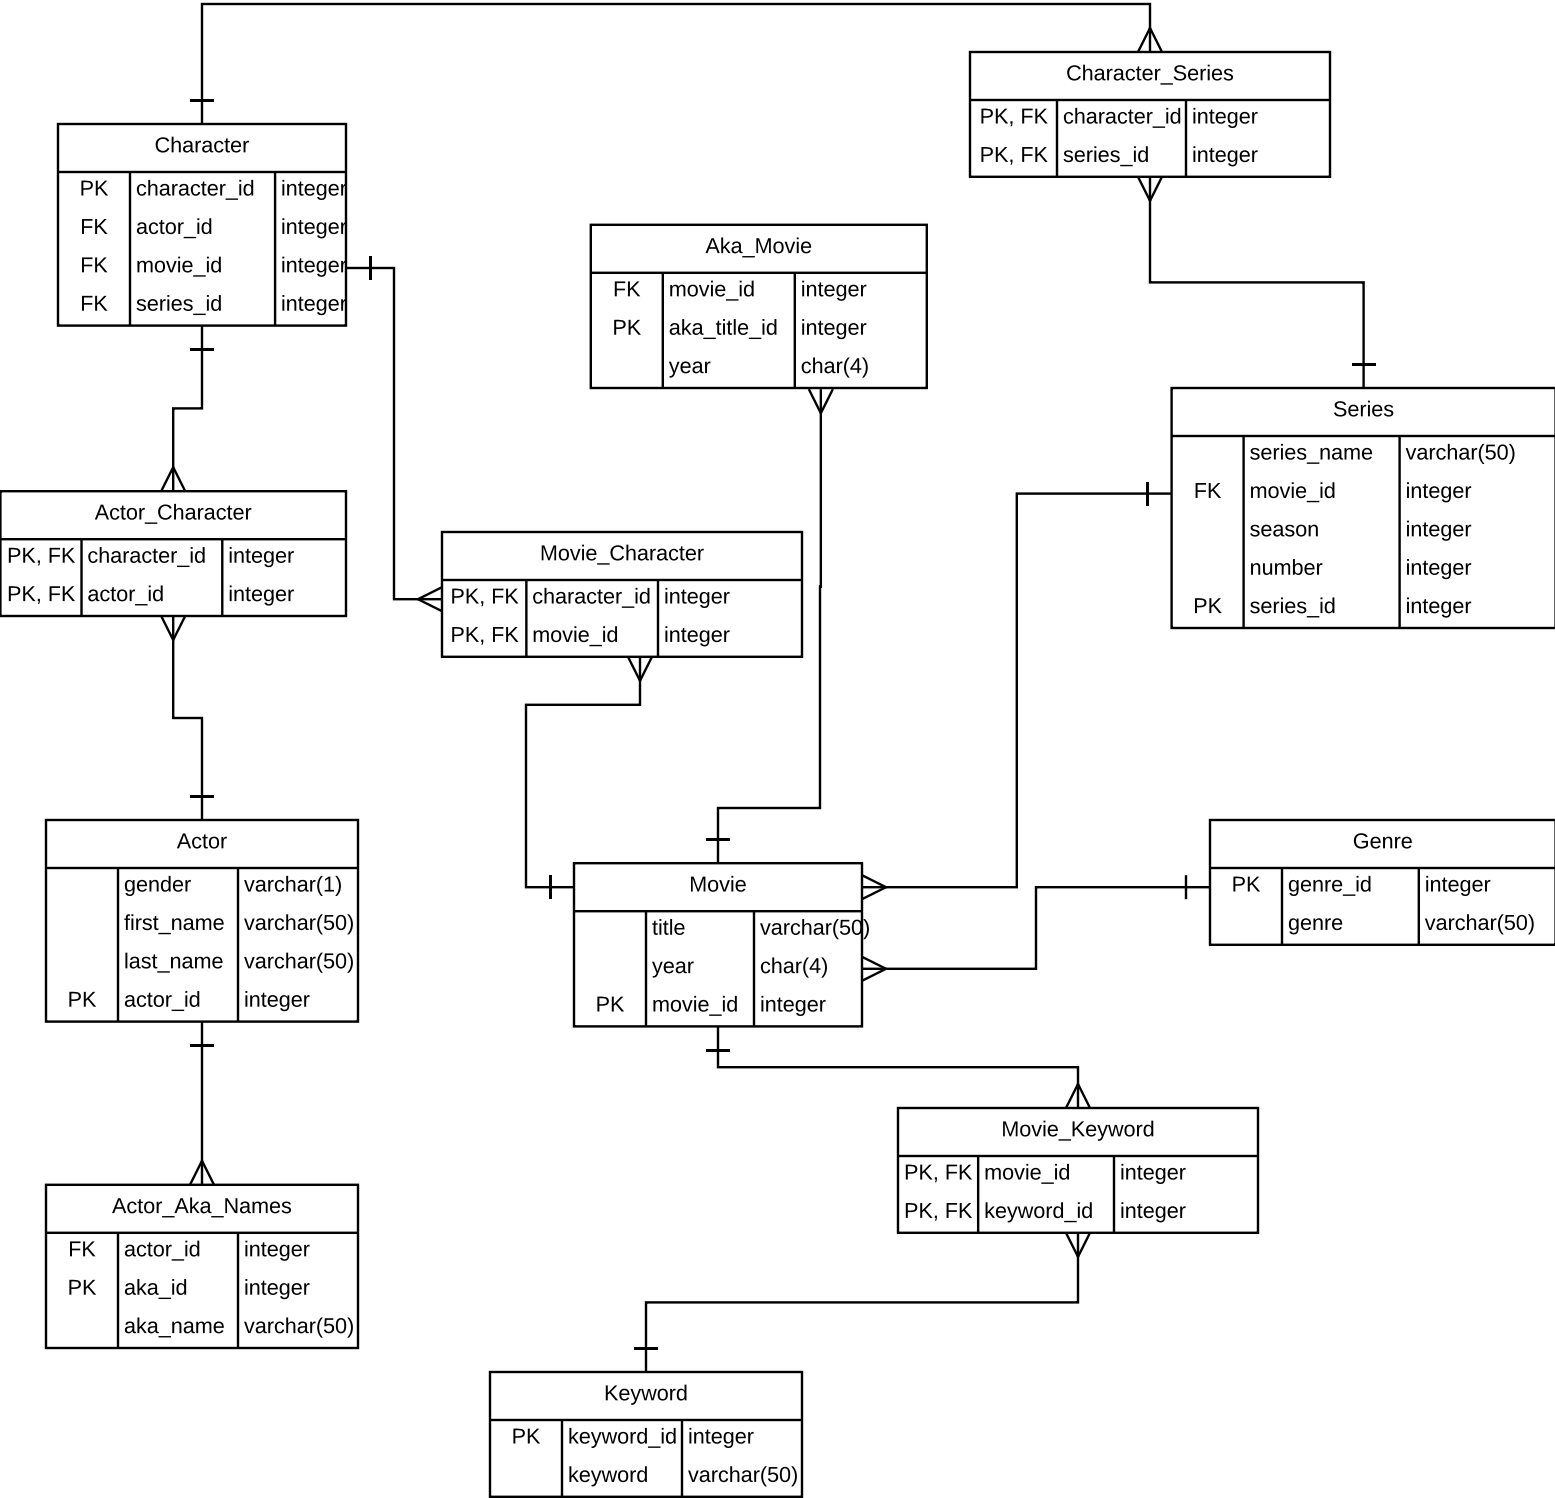 Character_Series
PK, FK character_id integer
PK, FK series_id integer
Character
PK character_id integer
FK actor_id integer
FK movie_id integer
FK series_id integer
Aka_Movie
FK movie_id integer
PK aka_title_id integer
year char(4)
Series
series_name varchar(50)
FK movie_id integer
season integer
number integer
PK series_id integer
Actor_Character
PK, FK character_id integer
PK, FK actor_id integer
Movie_Character
PK, FK character_id integer
PK, FK movie_id integer
Actor
gender varchar(1)
first_name varchar(50)
last_name varchar(50)
PK actor_id integer
Movie
title varchar(50)
year char(4)
PK movie_id integer
Genre
PK genre_id integer
genre varchar(50)
Movie_Keyword
PK, FK movie_id integer
PK, FK keyword_id integer
Actor_Aka_Names
FK actor_id integer
PK aka_id integer
aka_name varchar(50)
Keyword
PK keyword_id integer
keyword varchar(50)